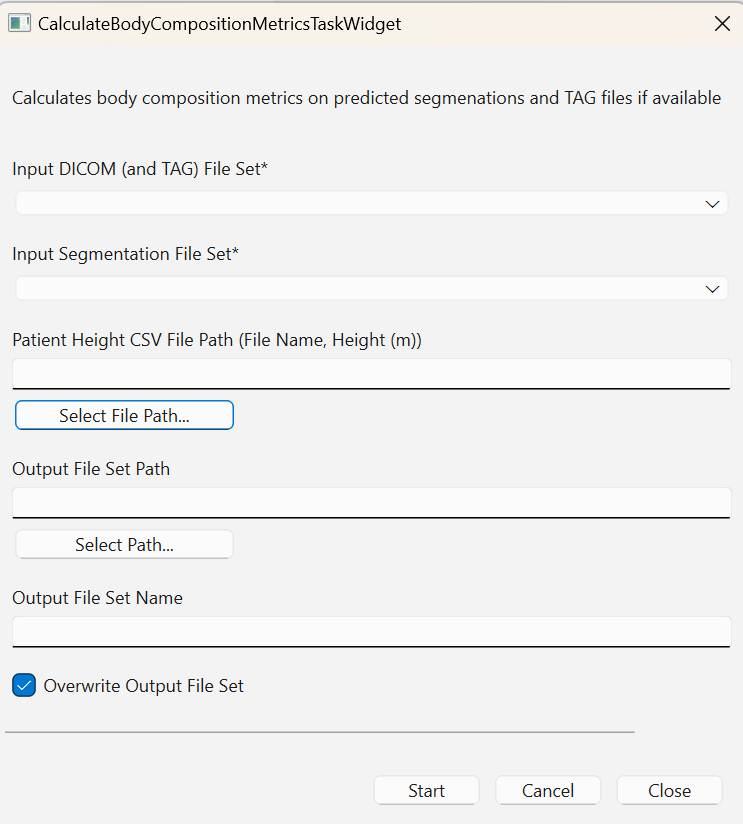 CalculateBodyCompositionMetricsTaskWidget
Calculates body composition metrics on predicted segmenations and TAG files if available
Input DICOM (and TAG) File Set*
Input Segmentation File Set*
Patient Height CSV File Path (File Name, Height (m))
Select File Path...
Output File Set Path
Select Path...
Output File Set Name
Overwrite Output File Set
Start Cancel Close